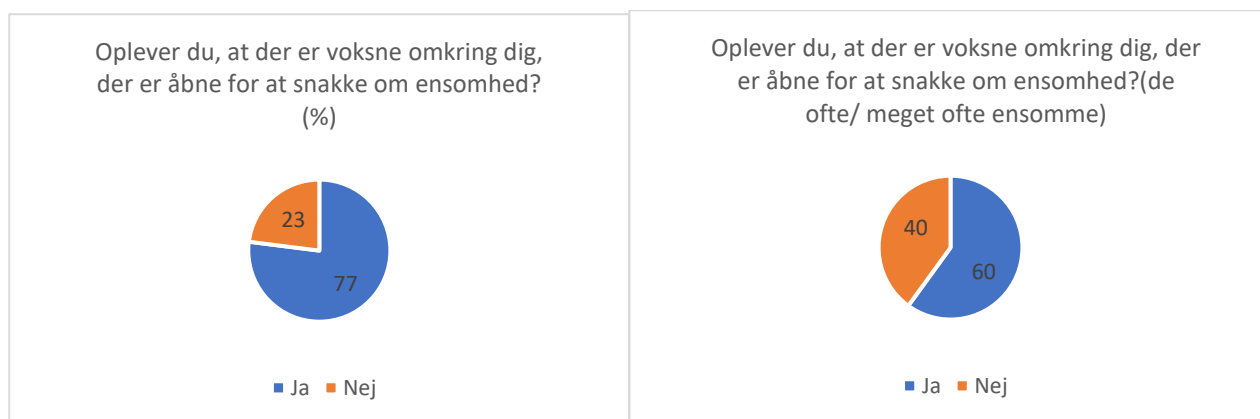 Oplever du, at der er voksne omkring dig,
der er åbne for at snakke om ensomhed?
(%)
23
77
Ja Nej
Oplever du, at der er voksne omkring dig, der
er åbne for at snakke om ensomhed?(de
ofte/ meget ofte ensomme)
40
60
Ja Nej